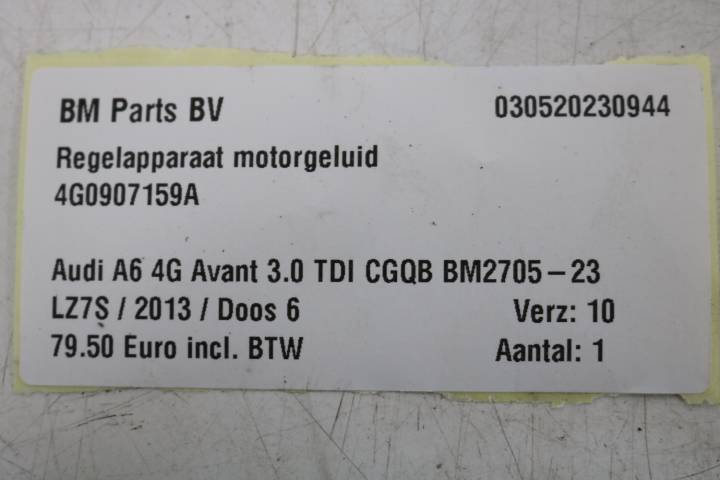 BM Parts BV 030520230944
Regelapparaat motorgeluid
4G0907159A
Audi A6 4G Avant 3.0 TDI CGQB BM2705-23
LZ7S / 2013 / Doos 6 Verz: 10
79.50 Euro incl. BTW Aantal: 1